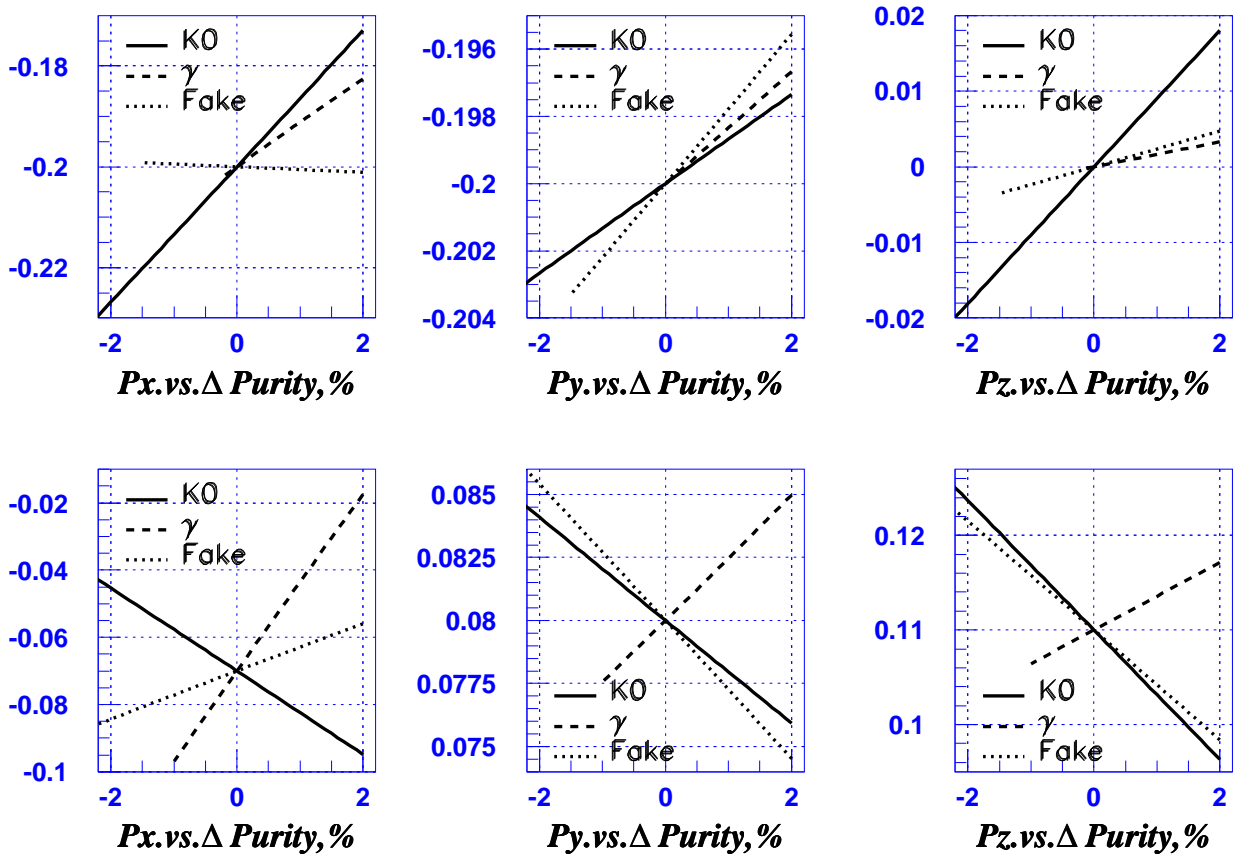 K0
γ
Fake
-0.18
-0.2
-0.22
-2 0 2
Px.vs.Δ Purity,%
K0
γ
Fake
-0.196
-0.198
-0.2
-0.202
-0.204
-2 0 2
Py.vs.Δ Purity,%
K0
γ
Fake
0.02
0.01
0
-0.01
-0.02
-2 0 2
Pz.vs.Δ Purity,%
K0
γ
Fake
-0.02
-0.04
-0.06
-0.08
-0.1
-2 0 2
Px.vs.Δ Purity,%
0.085
0.0825
0.08
0.0775
0.075
K0
γ
Fake
-2 0 2
Py.vs.Δ Purity,%
0.12
0.11
0.1
K0
γ
Fake
-2 0 2
Pz.vs.Δ Purity,%